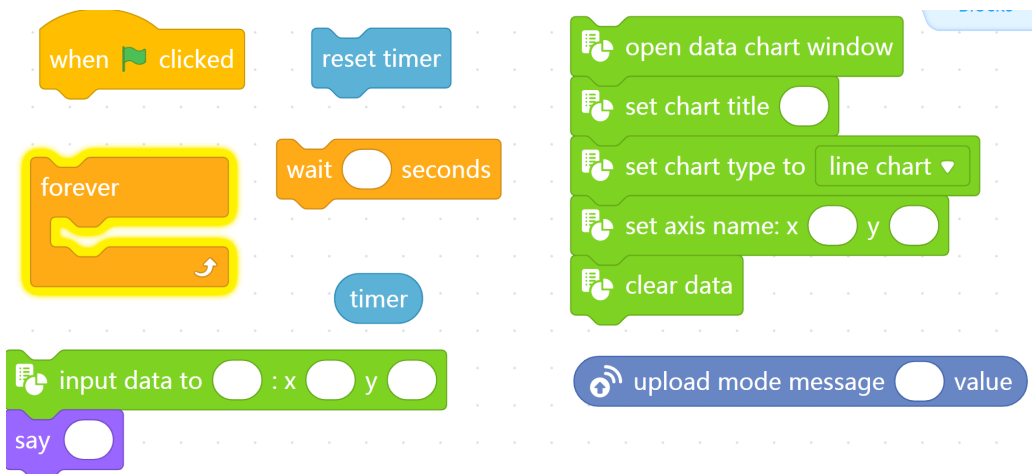 when clicked
reset timer
open data chart window
set chart title
set chart type to line chart
set axis name: x y
clear data
forever
wait seconds
timer
input data to : x y
say
upload mode message value